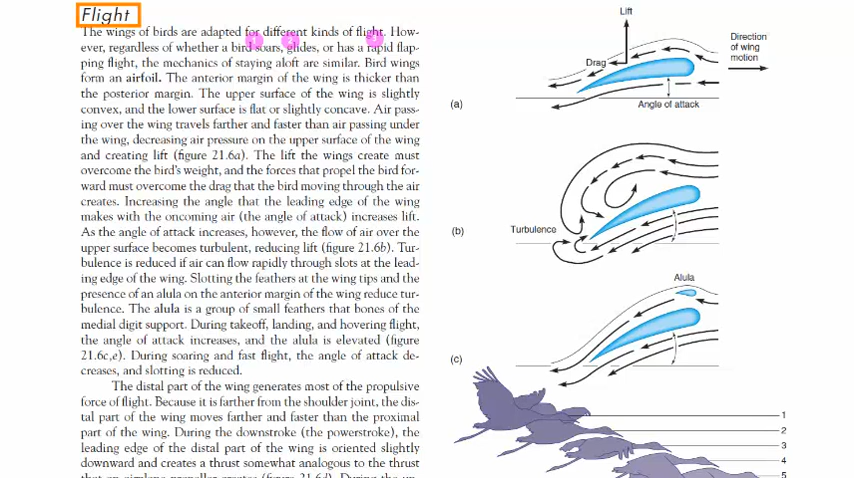 Flight
The wings of birds are adapted for different kinds of flight. How-
ever, regardless of whether a bird soars, glides, or has a rapid flap-
ping flight, the mechanics of staying aloft are similar. Bird wings
form an airfoil. The anterior margin of the wing is thicker than
the posterior margin. The upper surface of the wing is slightly
convex, and the lower surface is flat or slightly concave. Air pass-
ing over the wing travels farther and faster than air passing under
the wing, decreasing air pressure on the upper surface of the wing
and creating lift (figure 21.6a). The lift the wings create must
overcome the bird's weight, and the forces that propel the bird for-
ward must overcome the drag that the bird moving through the air
creates. Increasing the angle that the leading edge of the wing
makes with the oncoming air (the angle of attack) increases lift.
As the angle of attack increases, however, the flow of air over the
upper surface becomes turbulent, reducing lift (figure 21.6b). Tur-
bulence is reduced if air can flow rapidly through slots at the lead-
ing edge of the wing. Slotting the feathers at the wing tips and the
presence of an alula on the anterior margin of the wing reduce tur-
bulence. The alula is a group of small feathers that bones of the
medial digit support. During takeoff, landing, and hovering flight,
the angle of attack increases, and the alula is elevated (figure
21.6c,e). During soaring and fast flight, the angle of attack de-
creases, and slotting is reduced.
The distal part of the wing generates most of the propulsive
force of flight. Because it is farther from the shoulder joint, the dis-
tal part of the wing moves farther and faster than the proximal
part of the wing. During the downstroke (the powerstroke), the
leading edge of the distal part of the wing is oriented slightly
downward and creates a thrust somewhat analogous to the thrust
that an airplane propeller creates (figure 21.6d). During the up-
1
2
3
Lift
Drag
Direction
of wing
motion
Angle of attack
(a)
Turbulence
(b)
Alula
(c)
1
2
3
4
5